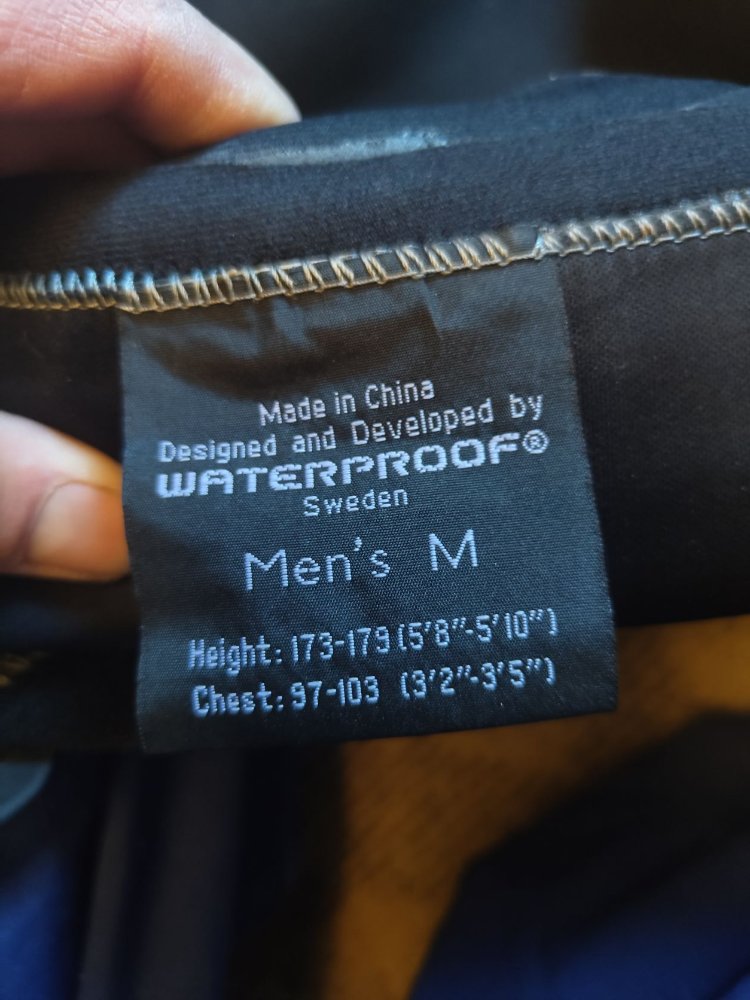 Made in China
Designed and Developed by
WATERPROOF®
Sweden
Men's M
Height: 173-179 (5'8"-5'10")
Chest: 97-103 (3'2"-3'5")